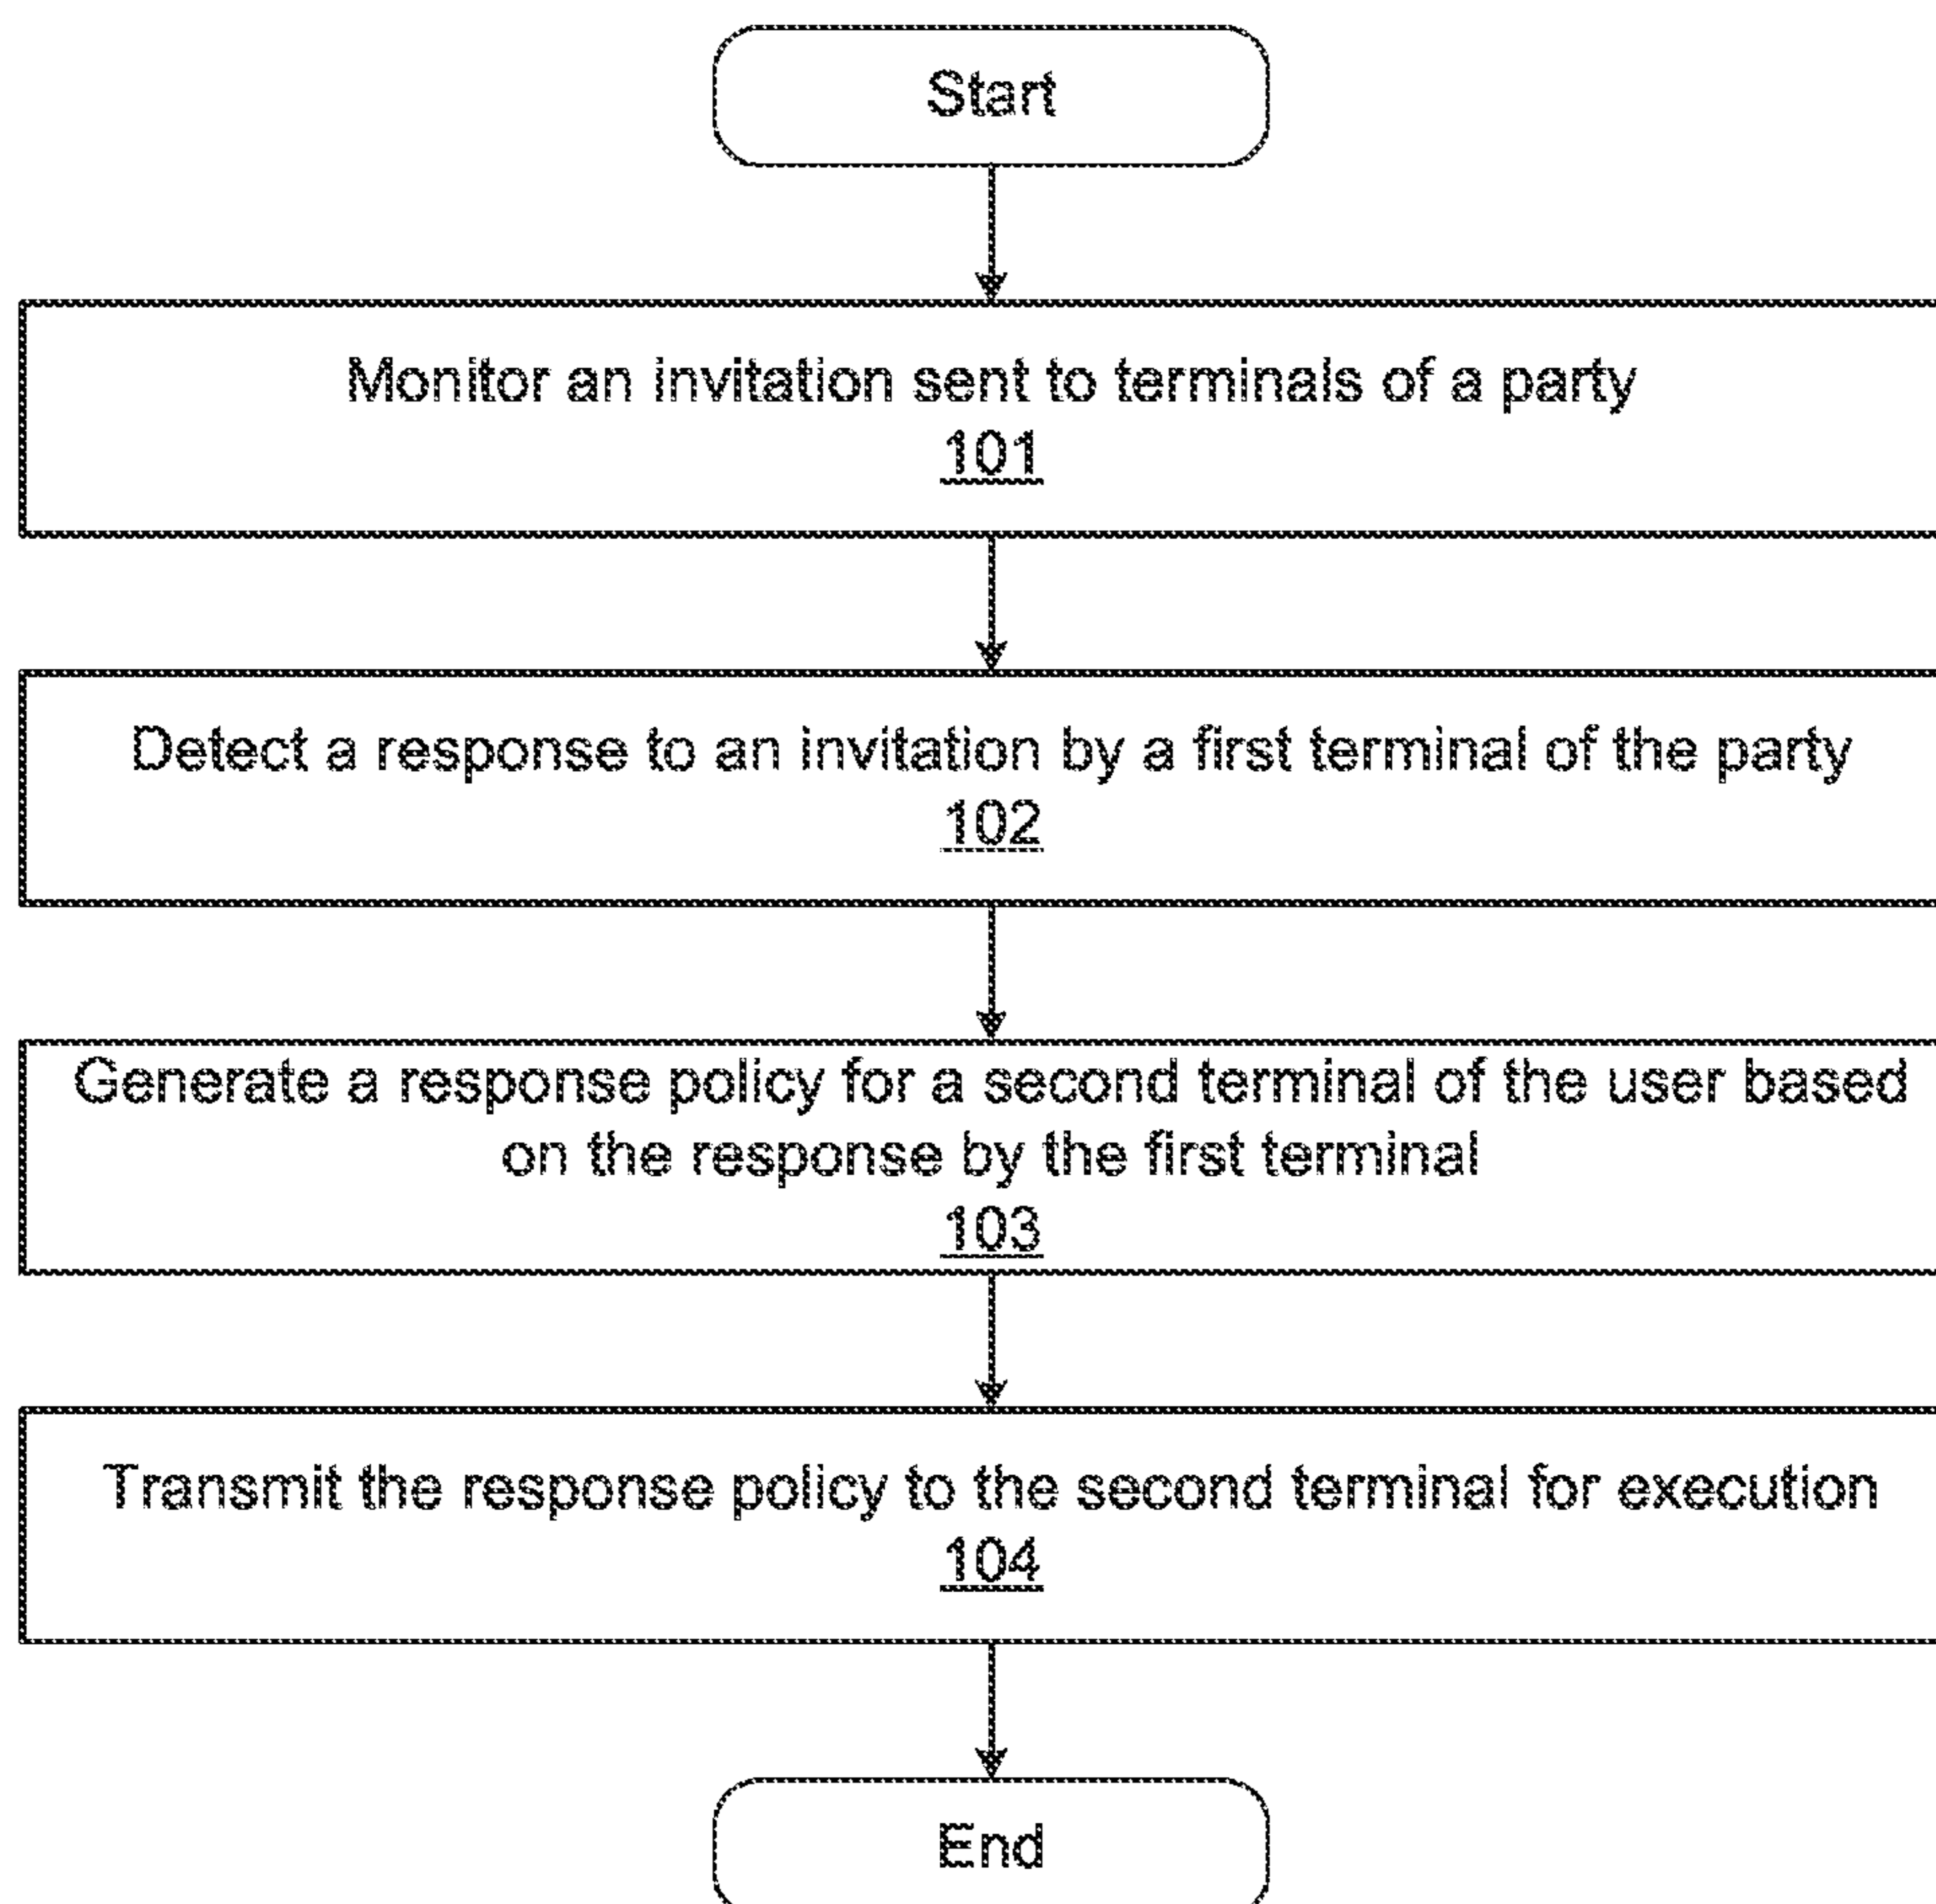 Start
Monitor an invitation sent to terminals of a party
101
Detect a response to an invitation by a first terminal of the party
102
Generate a response policy for a second terminal of the user based
on the response by the first terminal
103
Transmit the response policy to the second terminal for execution
104
End